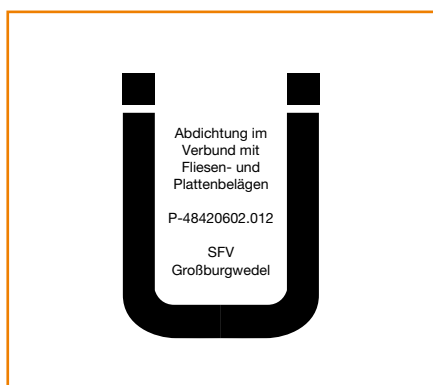 Abdichtung im
Verbund mit
Fliesen- und
Plattenbelägen
P-48420602.012
SFV
Großburgwedel